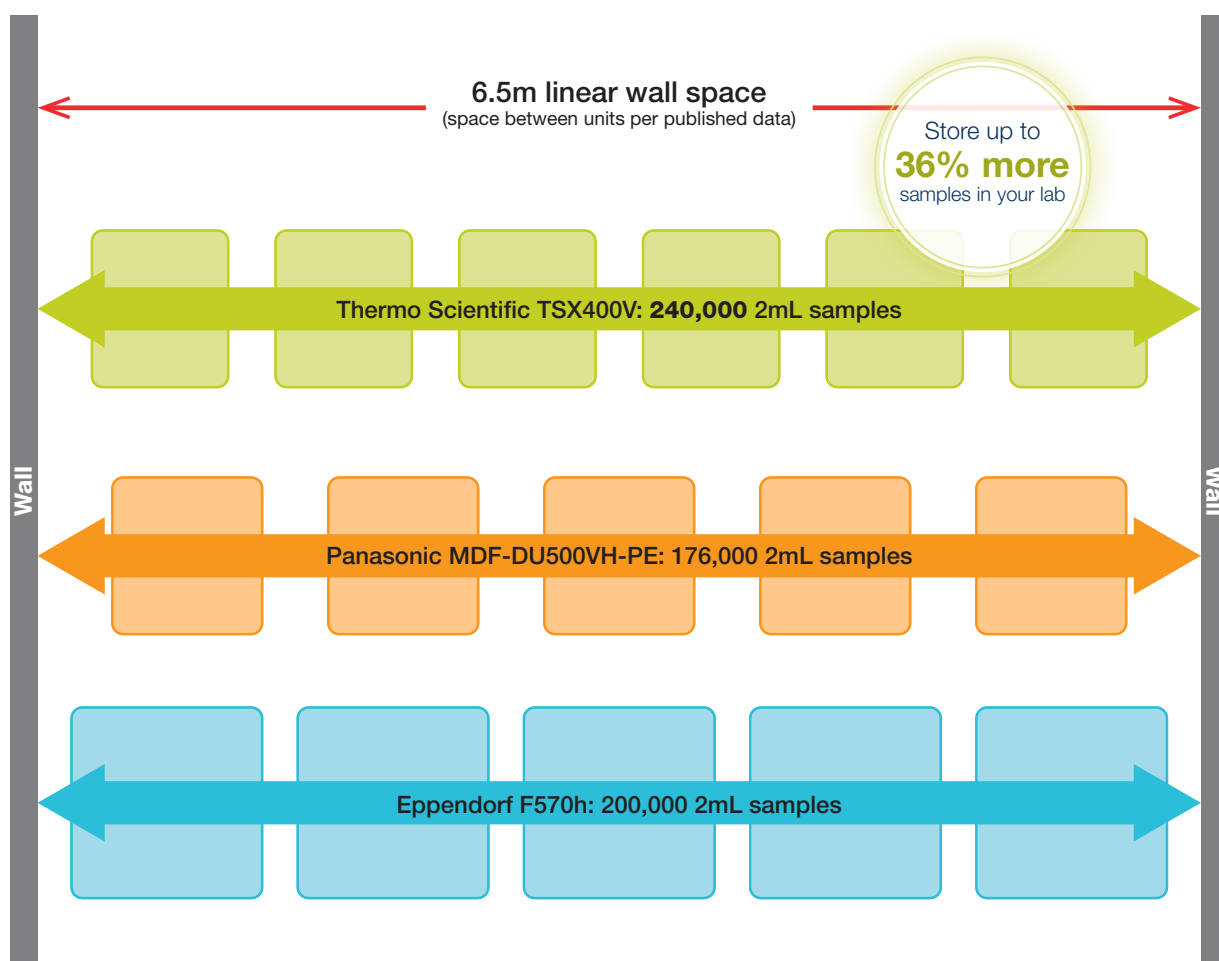 6.5m linear wall space
(space between units per published data)
Store up to
36% more
samples in your lab
Thermo Scientific TSX400V: 240,000 2mL samples
Wall
Wall
Panasonic MDF-DU500VH-PE: 176,000 2mL samples
Eppendorf F570h: 200,000 2mL samples